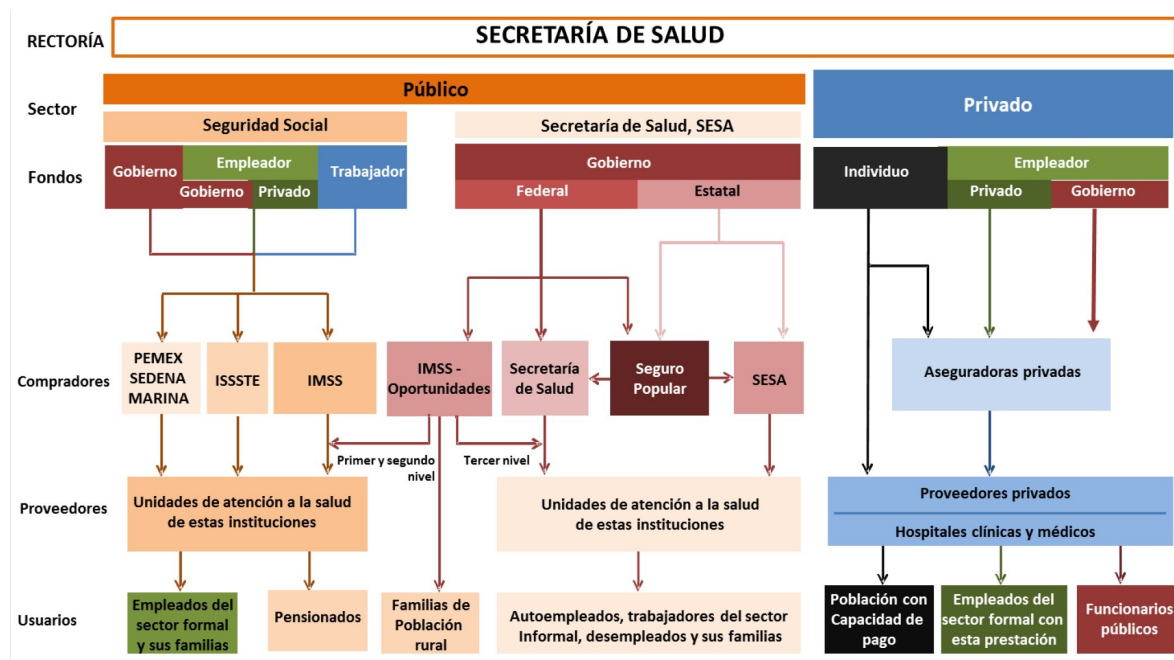 RECTORÍA
SECRETARÍA DE SALUD
Sector
Público
Privado
Seguridad Social
Secretaría de Salud, SESA
Fondos
Gobierno
Empleador
Gobierno
Privado
Trabajador
Gobierno
Federal
Estatal
Individuo
Empleador
Privado
Gobierno
Compradores
PEMEX
SEDENA
MARINA
ISSSTE
IMSS
IMSS -
Oportunidades
Secretaría
de Salud
Seguro
Popular
SESA
Aseguradoras privadas
Primer y segundo
nivel
Tercer nivel
Proveedores
Unidades de atención a la salud
de estas instituciones
Unidades de atención a la salud
de estas instituciones
Proveedores privados
Hospitales clínicas y médicos
Usuarios
Empleados del
sector formal
y sus familias
Pensionados
Familias de
Población
rural
Autoempleados, trabajadores del sector
Informal, desempleados y sus familias
Población con
Capacidad de
pago
Empleados del
sector formal con
esta prestación
Funcionarios
públicos